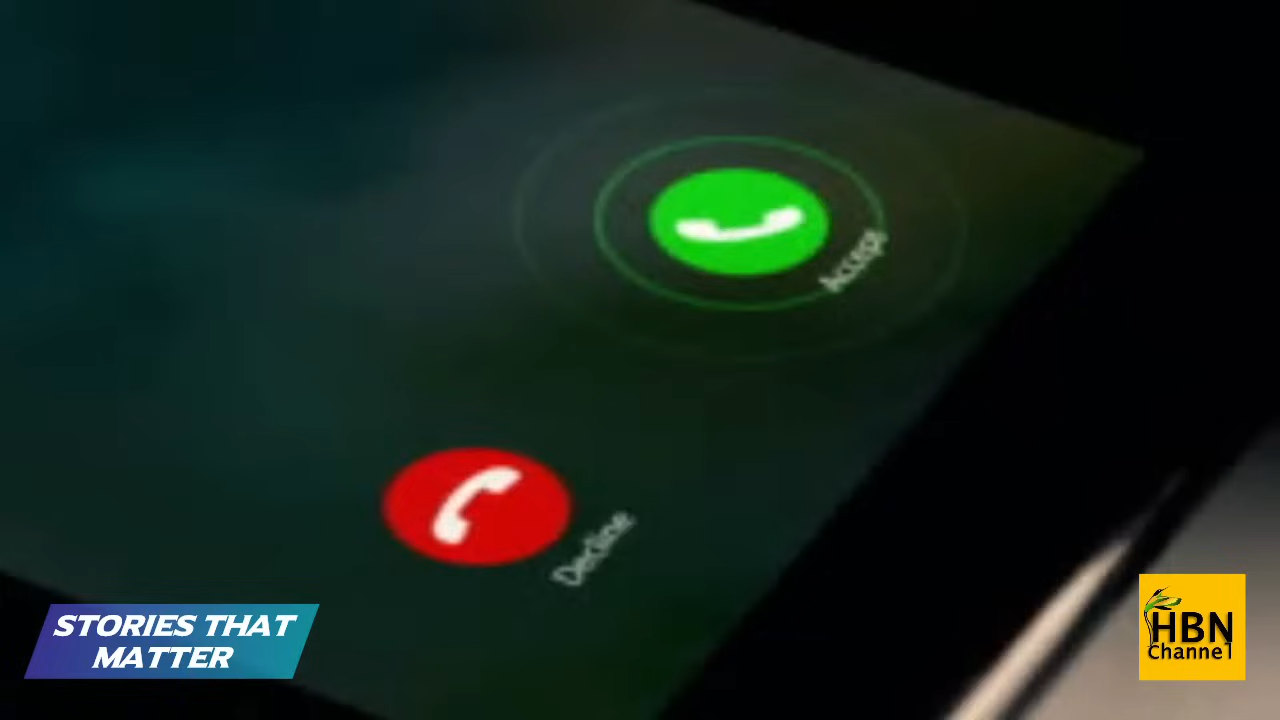 Accept
Decline
STORIES THAT
MATTER
HBN
Channel